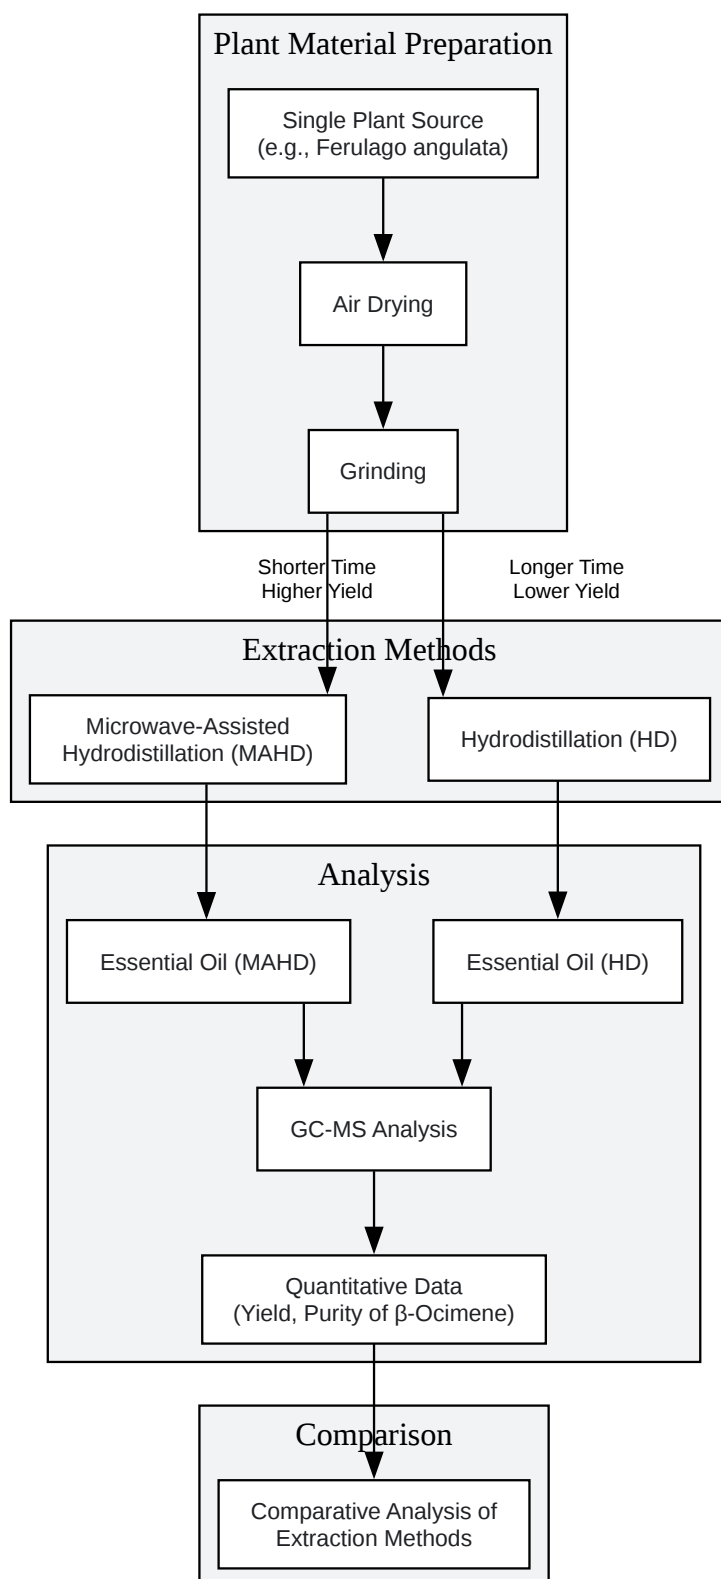 Plant Material Preparation
Single Plant Source
(e.g., Ferulago angulata)
Air Drying
Grinding
Shorter Time
Higher Yield
Longer Time
Lower Yield
Extraction Methods
Microwave-Assisted
Hydrodistillation (MAHD)
Hydrodistillation (HD)
Analysis
Essential Oil (MAHD)
Essential Oil (HD)
GC-MS Analysis
Quantitative Data
(Yield, Purity of β-Ocimene)
Comparison
Comparative Analysis of
Extraction Methods